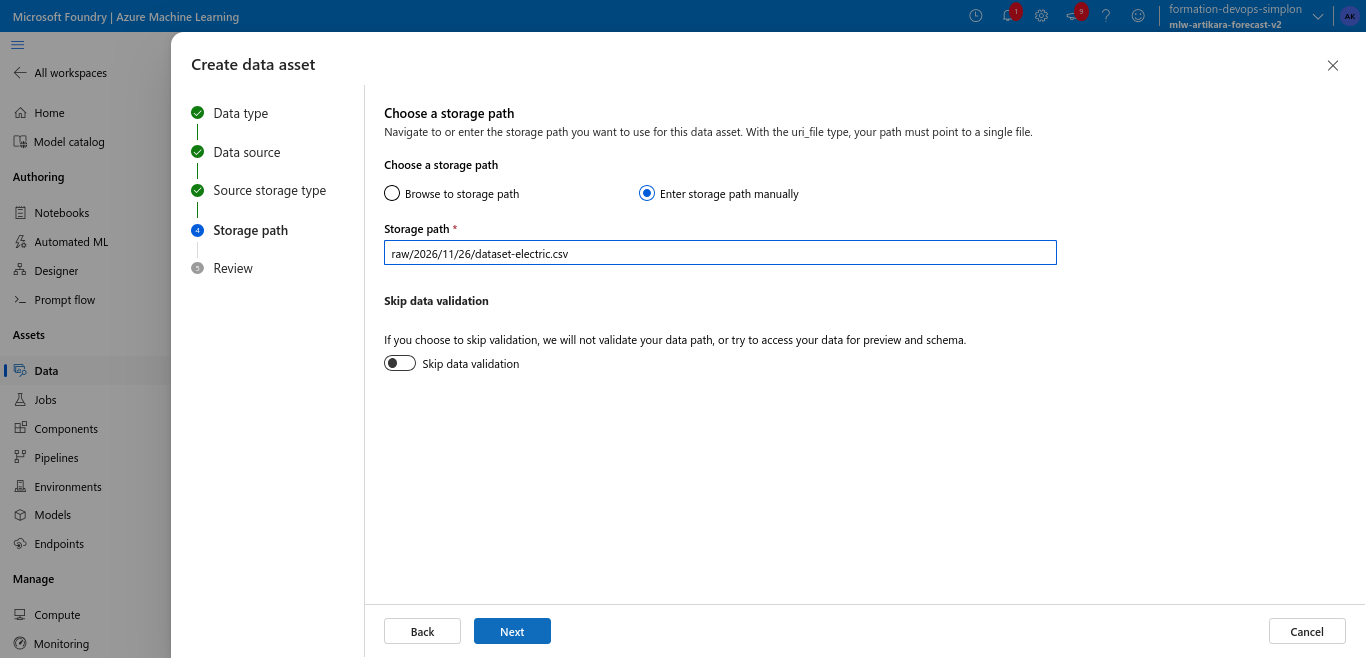 Microsoft Foundry | Azure Machine Learning
1
9
formation-devops-simplon
mlw-artikara-forecast-v2
AK
All workspaces
Home
Model catalog
Authoring
Notebooks
Automated ML
Designer
Prompt flow
Assets
Data
Jobs
Components
Pipelines
Environments
Models
Endpoints
Manage
Compute
Monitoring
Create data asset
Data type
Data source
Source storage type
4 Storage path
5 Review
Choose a storage path
Navigate to or enter the storage path you want to use for this data asset. With the uri_file type, your path must point to a single file.
Choose a storage path
Browse to storage path
Enter storage path manually
Storage path *
raw/2026/11/26/dataset-electric.csv
Skip data validation
If you choose to skip validation, we will not validate your data path, or try to access your data for preview and schema.
Skip data validation
Back
Next
Cancel